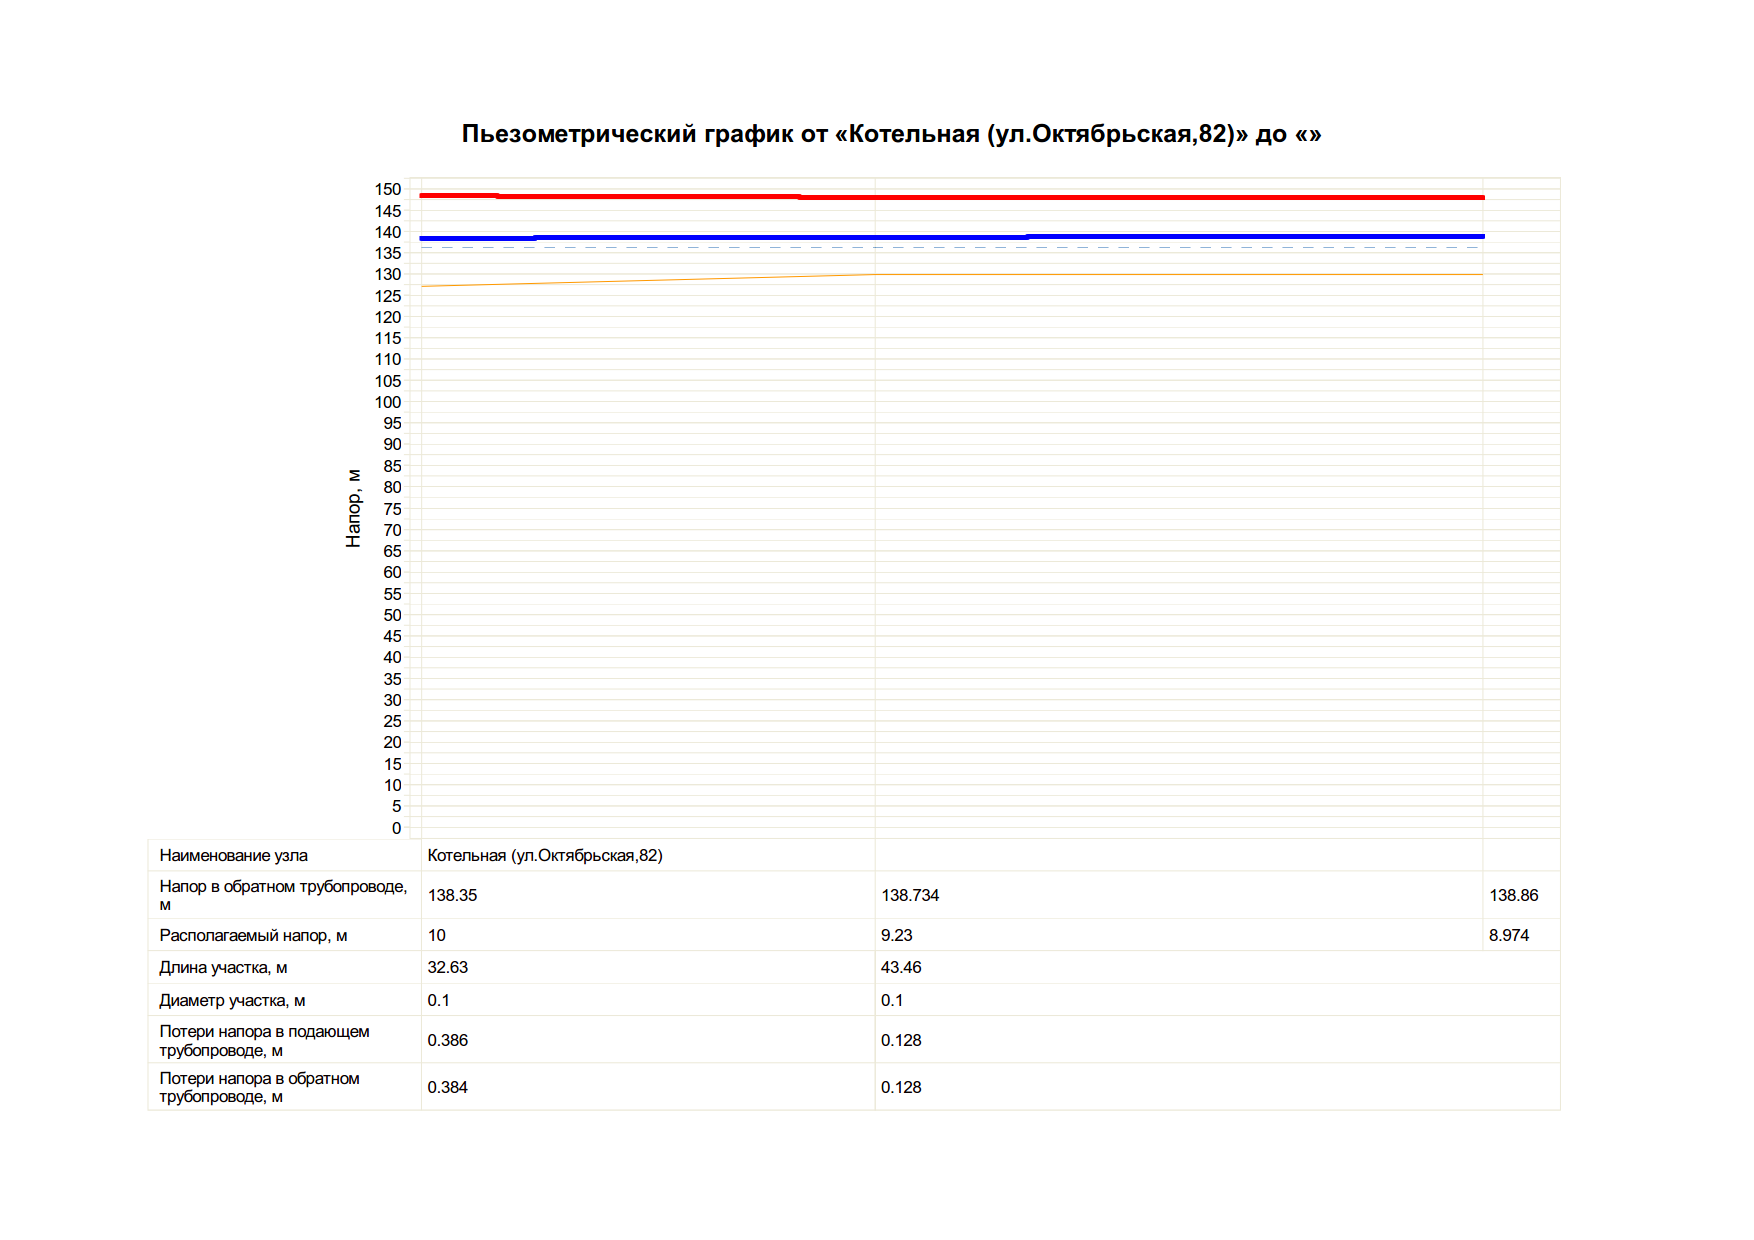 Пьезометрический график от «Котельная (ул.Октябрьская,82)» до «»
150
145
140
135
130
125
120
115
110
105
100
95
90
85
80
75
70
65
60
55
50
45
40
35
30
25
20
15
10
5
0
Напор, м
Наименование узла Котельная (ул.Октябрьская,82)
Напор в обратном трубопроводе,
м
138.35 138.734 138.86
Располагаемый напор, м 10 9.23 8.974
Длина участка, м 32.63 43.46
Диаметр участка, м 0.1 0.1
Потери напора в подающем
трубопроводе, м
0.386 0.128
Потери напора в обратном
трубопроводе, м
0.384 0.128